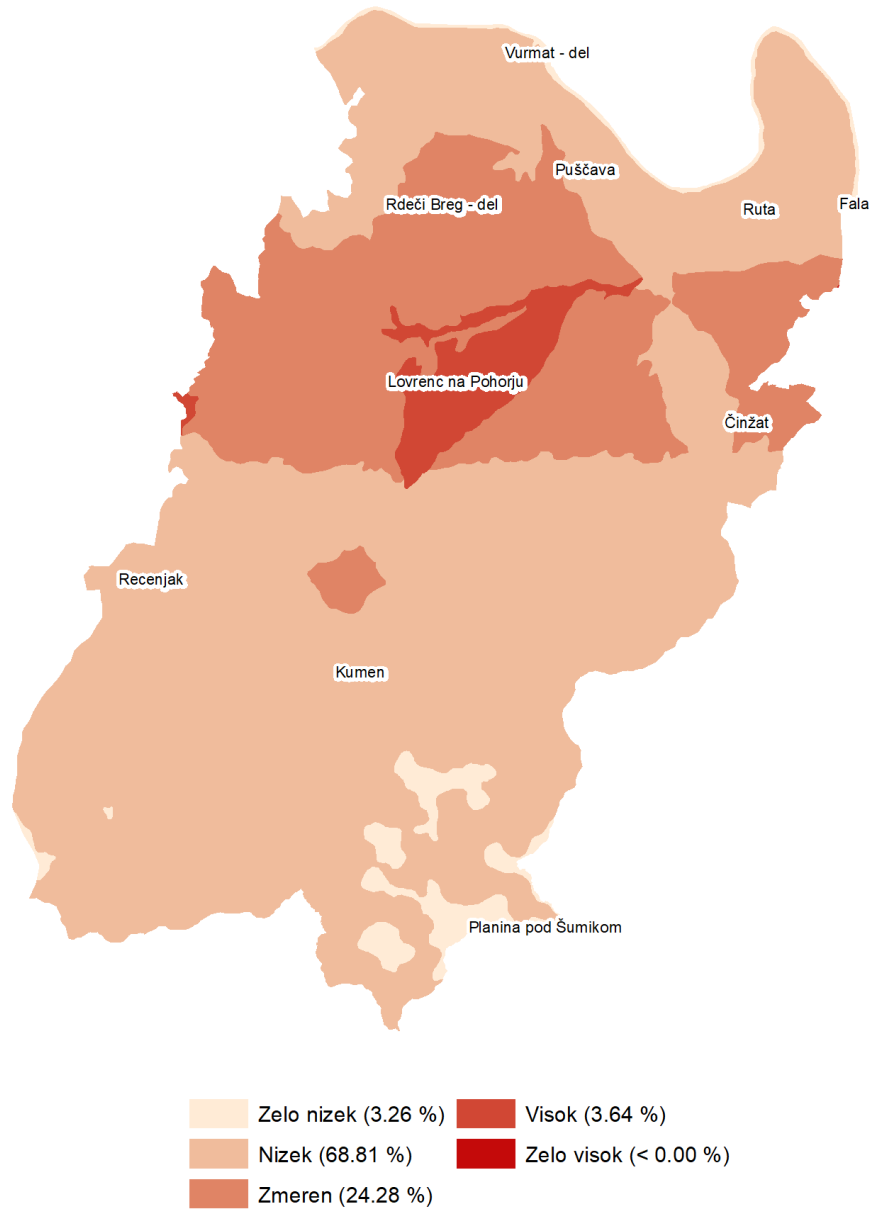 Vurmat - del
Puščava
Rdeči Breg - del
Ruta
Fala
Lovrenc na Pohorju
Činžat
Recenjak
Kumen
Planina pod Šumikom
Zelo nizek (3.26 %)
Visok (3.64 %)
Nizek (68.81 %)
Zelo visok (< 0.00 %)
Zmeren (24.28 %)